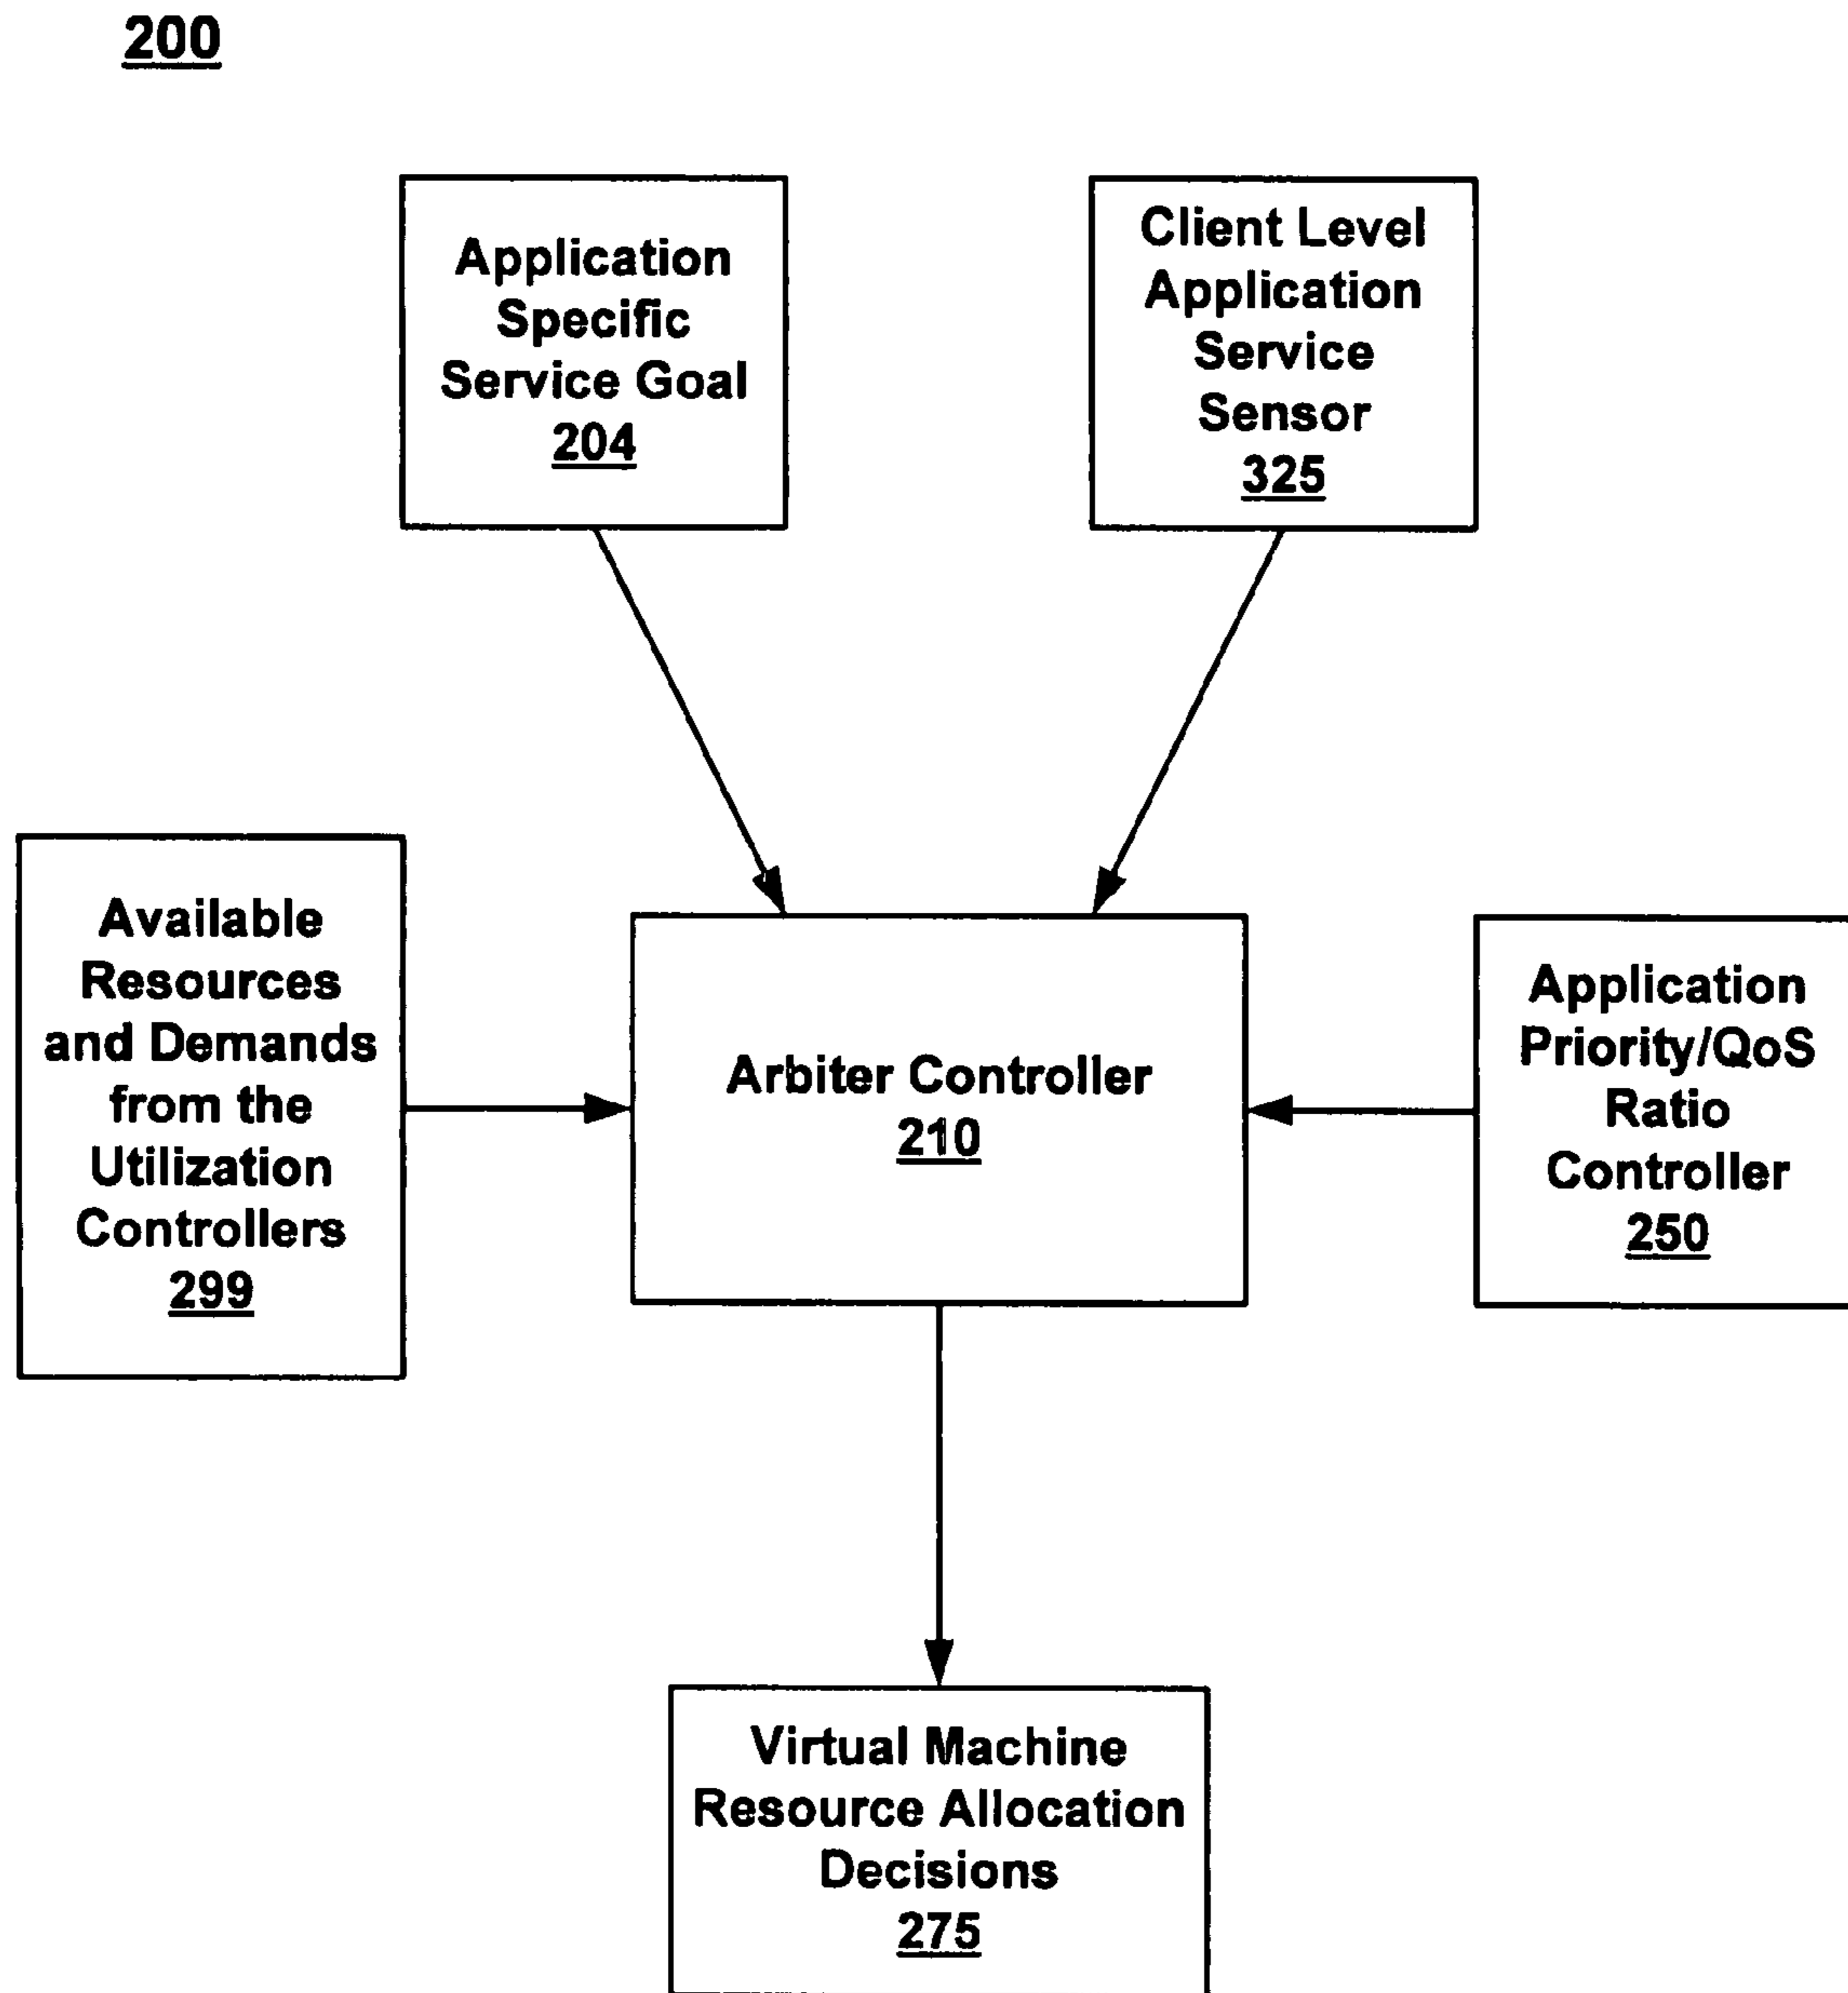 200
Application
Specific
Service Goal
204
Client Level
Application
Service
Sensor
325
Available
Resources
and Demands
from the
Utilization
Controllers
299
Arbiter Controller
210
Application
Priority/QoS
Ratio
Controller
250
Virtual Machine
Resource Allocation
Decisions
275